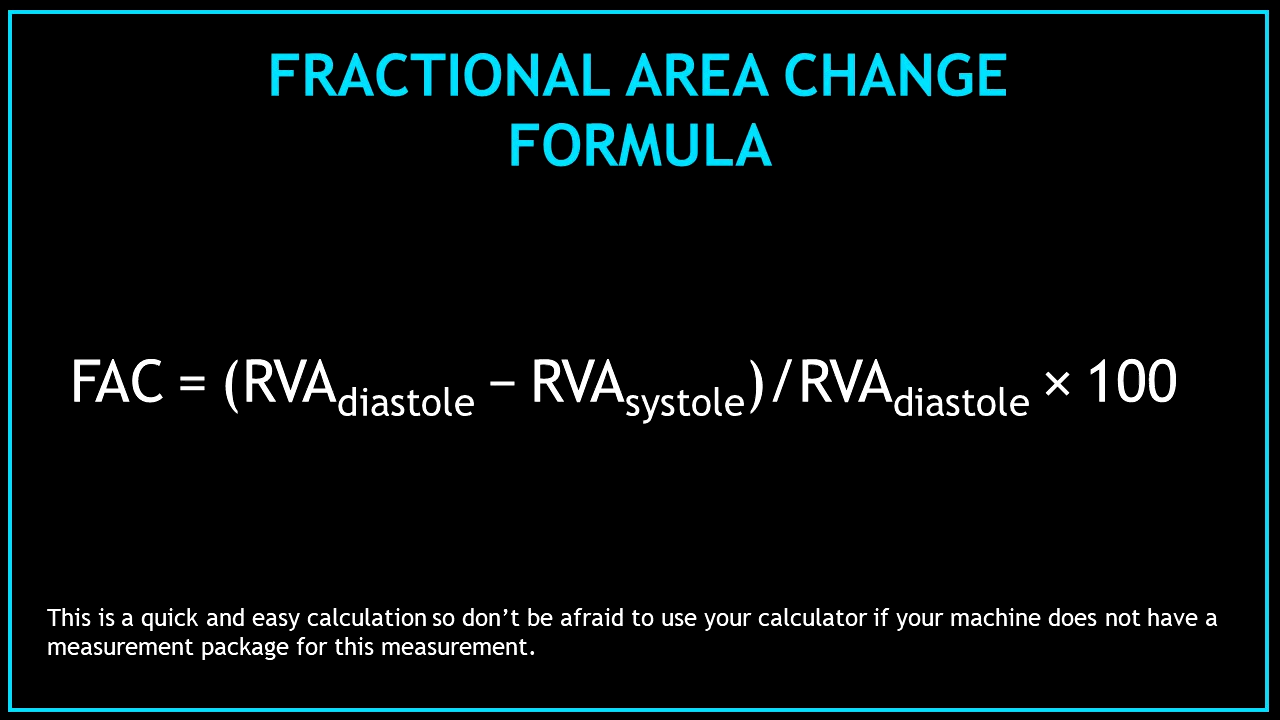 FRACTIONAL AREA CHANGE
FORMULA
FAC = (RVAdiastole – RVAsystole)/RVAdiastole × 100
This is a quick and easy calculation so don’t be afraid to use your calculator if your machine does not have a
measurement package for this measurement.